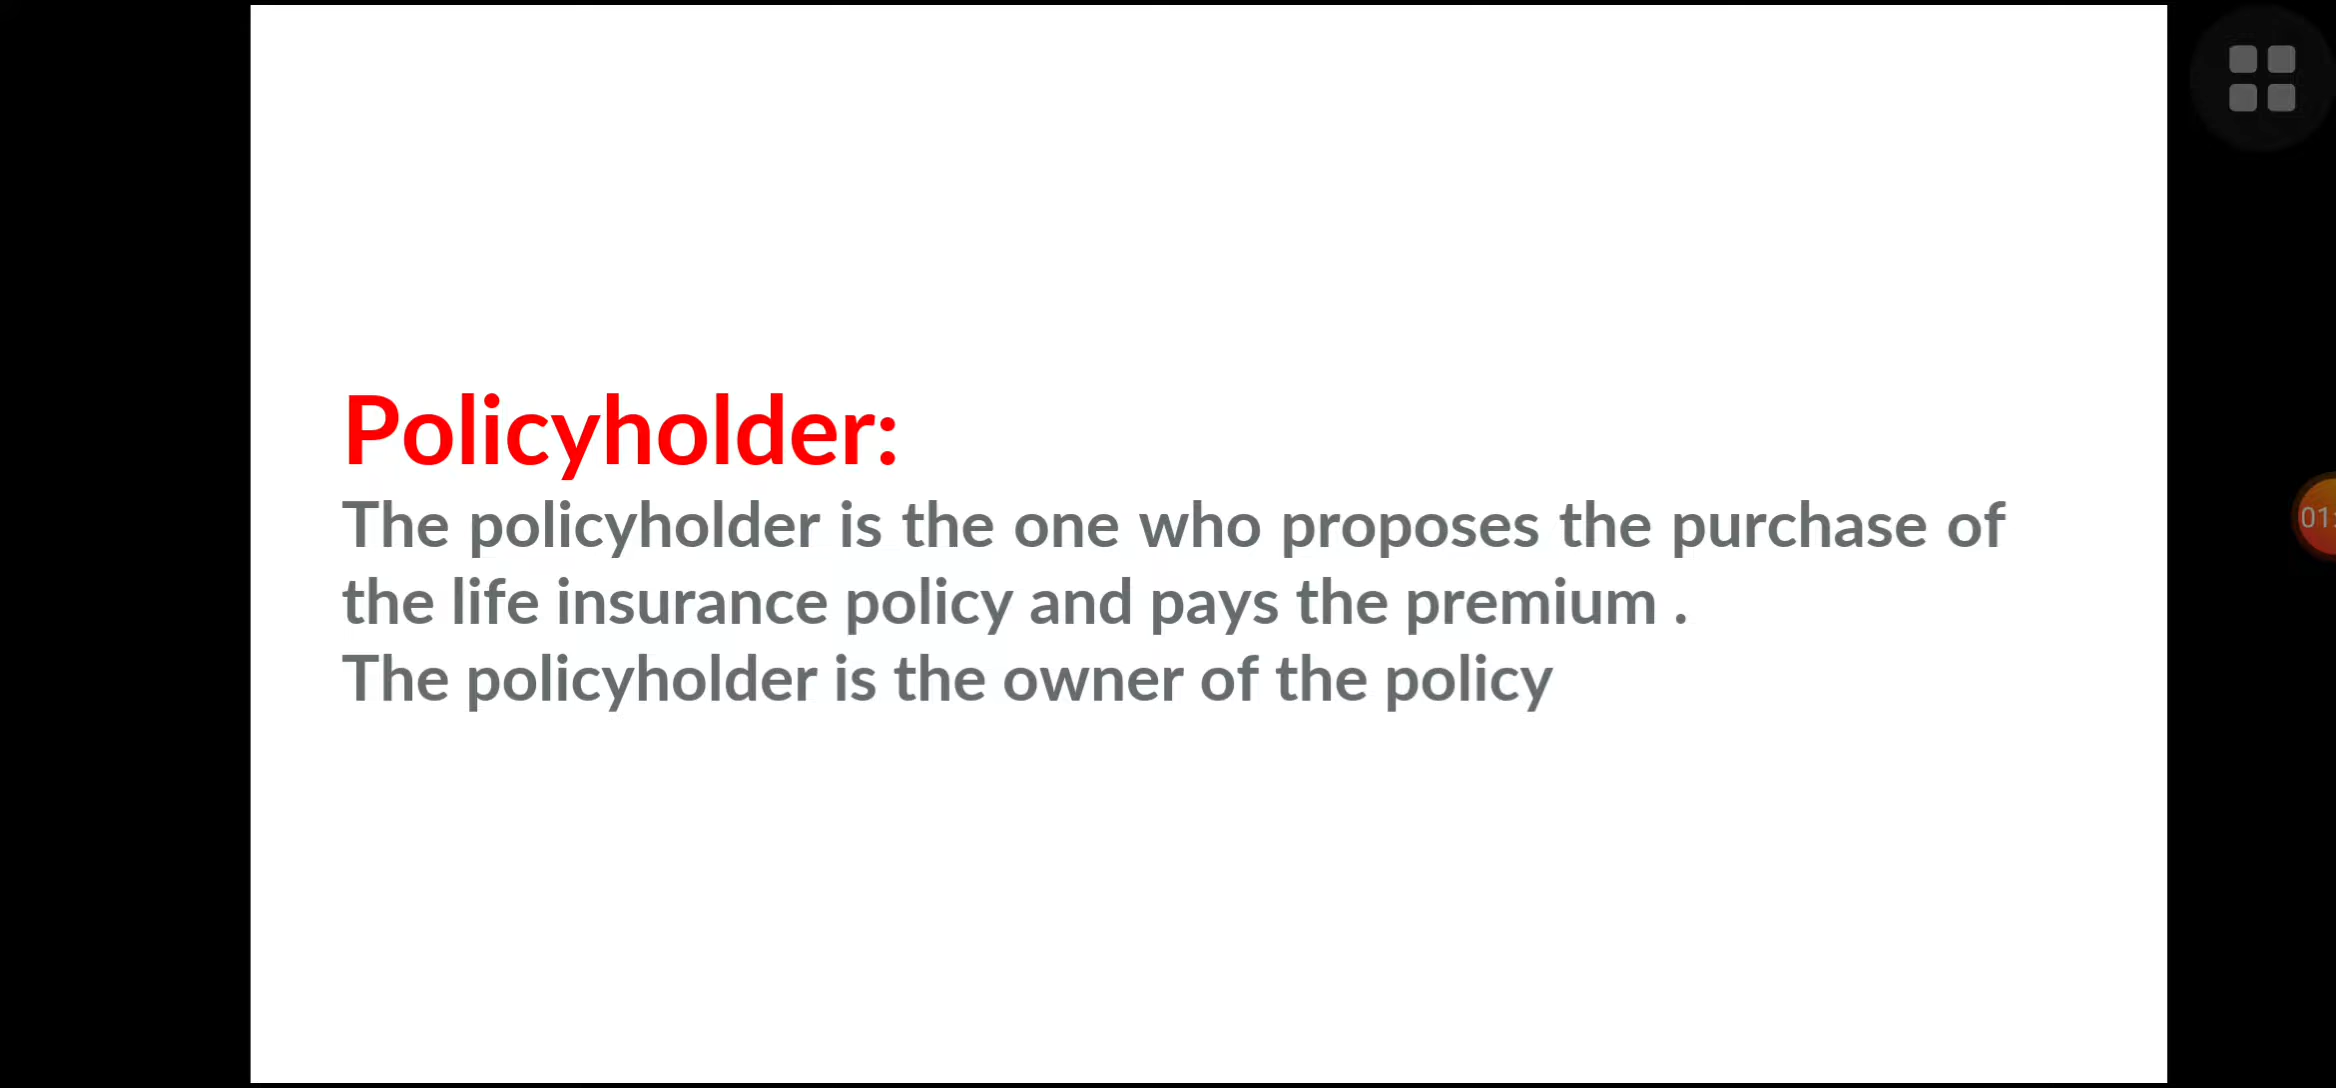 Policyholder:
The policyholder is the one who proposes the purchase of
the life insurance policy and pays the premium .
The policyholder is the owner of the policy
01: